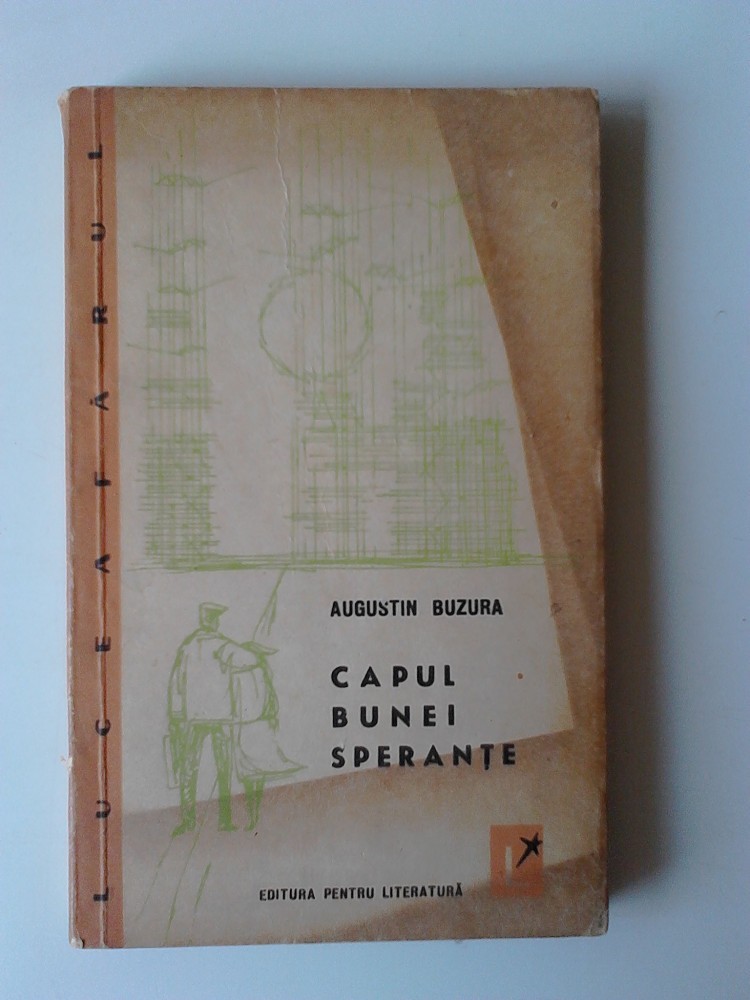 LUCEAFĂRUL
AUGUSTIN BUZURA
CAPUL
BUNEI
SPERANȚE
L
EDITURA PENTRU LITERATURĂ